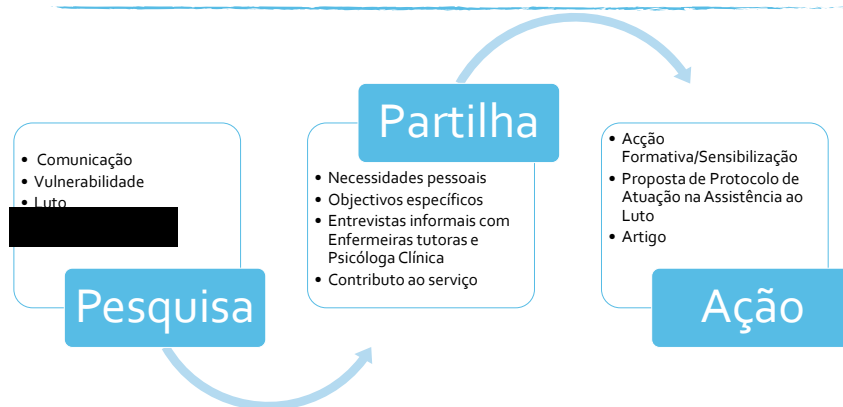 • Comunicação
• Vulnerabilidade
• Luto
Pesquisa
Partilha
• Necessidades pessoais
• Objectivos específicos
• Entrevistas informais com
Enfermeiras tutoras e
Psicóloga Clínica
• Contributo ao serviço
• Acção
Formativa/Sensibilização
• Proposta de Protocolo de
Atuação na Assistência ao
Luto
• Artigo
Ação